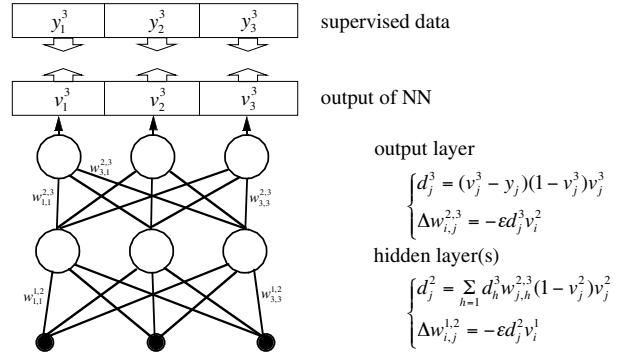 y_1^3 y_2^3 y_3^3 supervised data
v_1^3 v_2^3 v_3^3 output of NN
w_{3,1}^{2,3}
w_{1,1}^{2,3} w_{3,3}^{2,3}
output layer
d_j^3 = (v_j^3 − y_j)(1 − v_j^3)v_j^3
Δw_{i,j}^{2,3} = −εd_j^3 v_i^2
hidden layer(s)
w_{1,1}^{1,2} w_{3,3}^{1,2}
d_j^2 = Σ_{h=1} d_h^3 w_{j,h}^{2,3}(1 − v_j^2)v_j^2
Δw_{i,j}^{1,2} = −εd_j^2 v_i^1